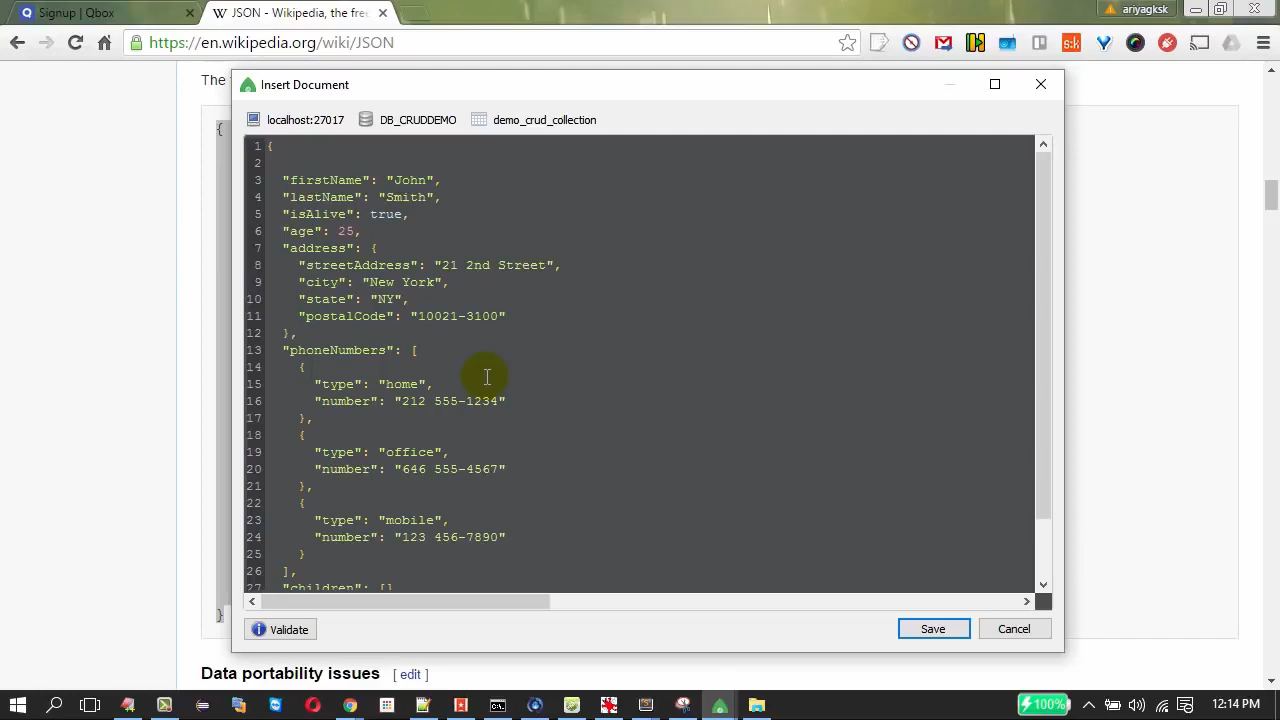 Signup | Qbox
JSON - Wikipedia, the fre
ariyagksk
https://en.wikipedia.org/wiki/JSON
The
Insert Document
localhost:27017 DB_CRUDDEMO demo_crud_collection
{
1 {
2
3 "firstName": "John",
4 "lastName": "Smith",
5 "isAlive": true,
6 "age": 25,
7 "address": {
8 "streetAddress": "21 2nd Street",
9 "city": "New York",
10 "state": "NY",
11 "postalCode": "10021-3100"
12 },
13 "phoneNumbers": [
14 {
15 "type": "home",
16 "number": "212 555-1234"
17 },
18 {
19 "type": "office",
20 "number": "646 555-4567"
21 },
22 {
23 "type": "mobile",
24 "number": "123 456-7890"
25 }
26 ],
27 "children": []
}
Validate
Save
Cancel
Data portability issues [ edit ]
100%
12:14 PM